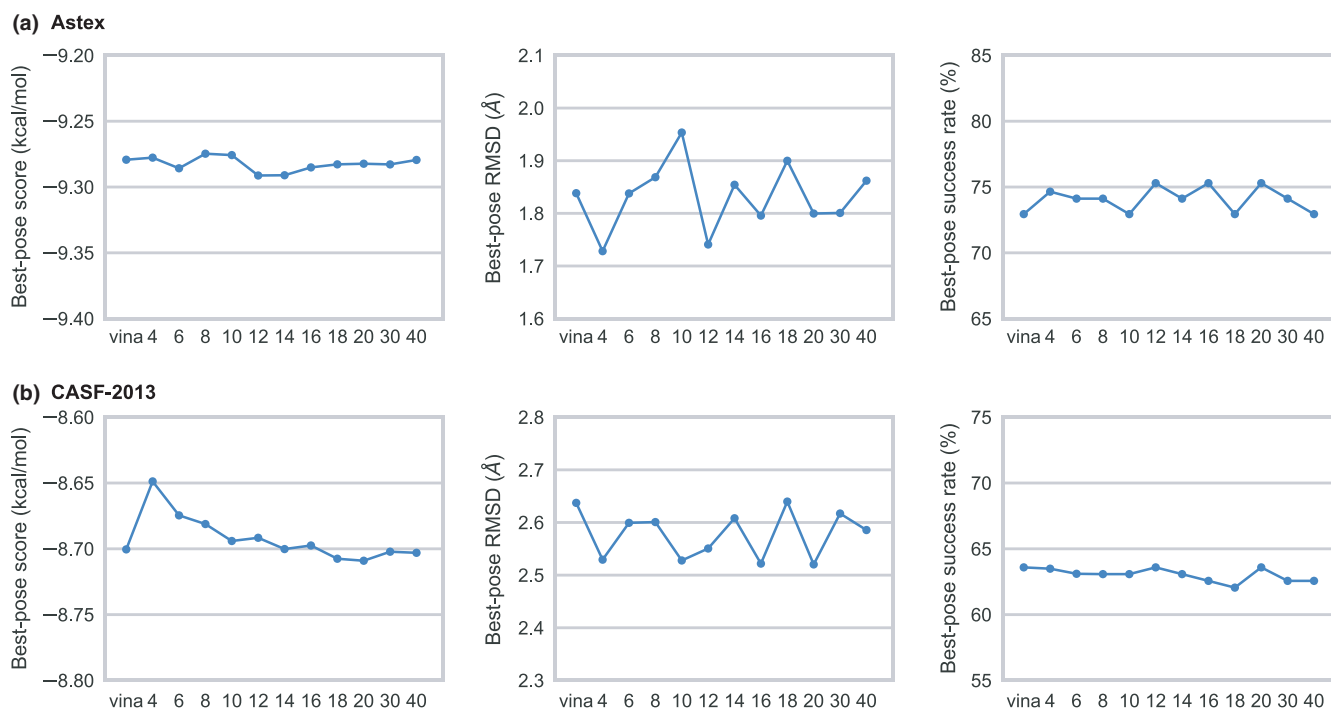 (a) Astex
Best-pose score (kcal/mol)
−9.20
−9.25
−9.30
−9.35
−9.40
vina 4 6 8 10 12 14 16 18 20 30 40
Best-pose RMSD (Å)
2.1
2.0
1.9
1.8
1.7
1.6
vina 4 6 8 10 12 14 16 18 20 30 40
Best-pose success rate (%)
85
80
75
70
65
vina 4 6 8 10 12 14 16 18 20 30 40
(b) CASF-2013
Best-pose score (kcal/mol)
−8.60
−8.65
−8.70
−8.75
−8.80
vina 4 6 8 10 12 14 16 18 20 30 40
Best-pose RMSD (Å)
2.8
2.7
2.6
2.5
2.4
2.3
vina 4 6 8 10 12 14 16 18 20 30 40
Best-pose success rate (%)
75
70
65
60
55
vina 4 6 8 10 12 14 16 18 20 30 40